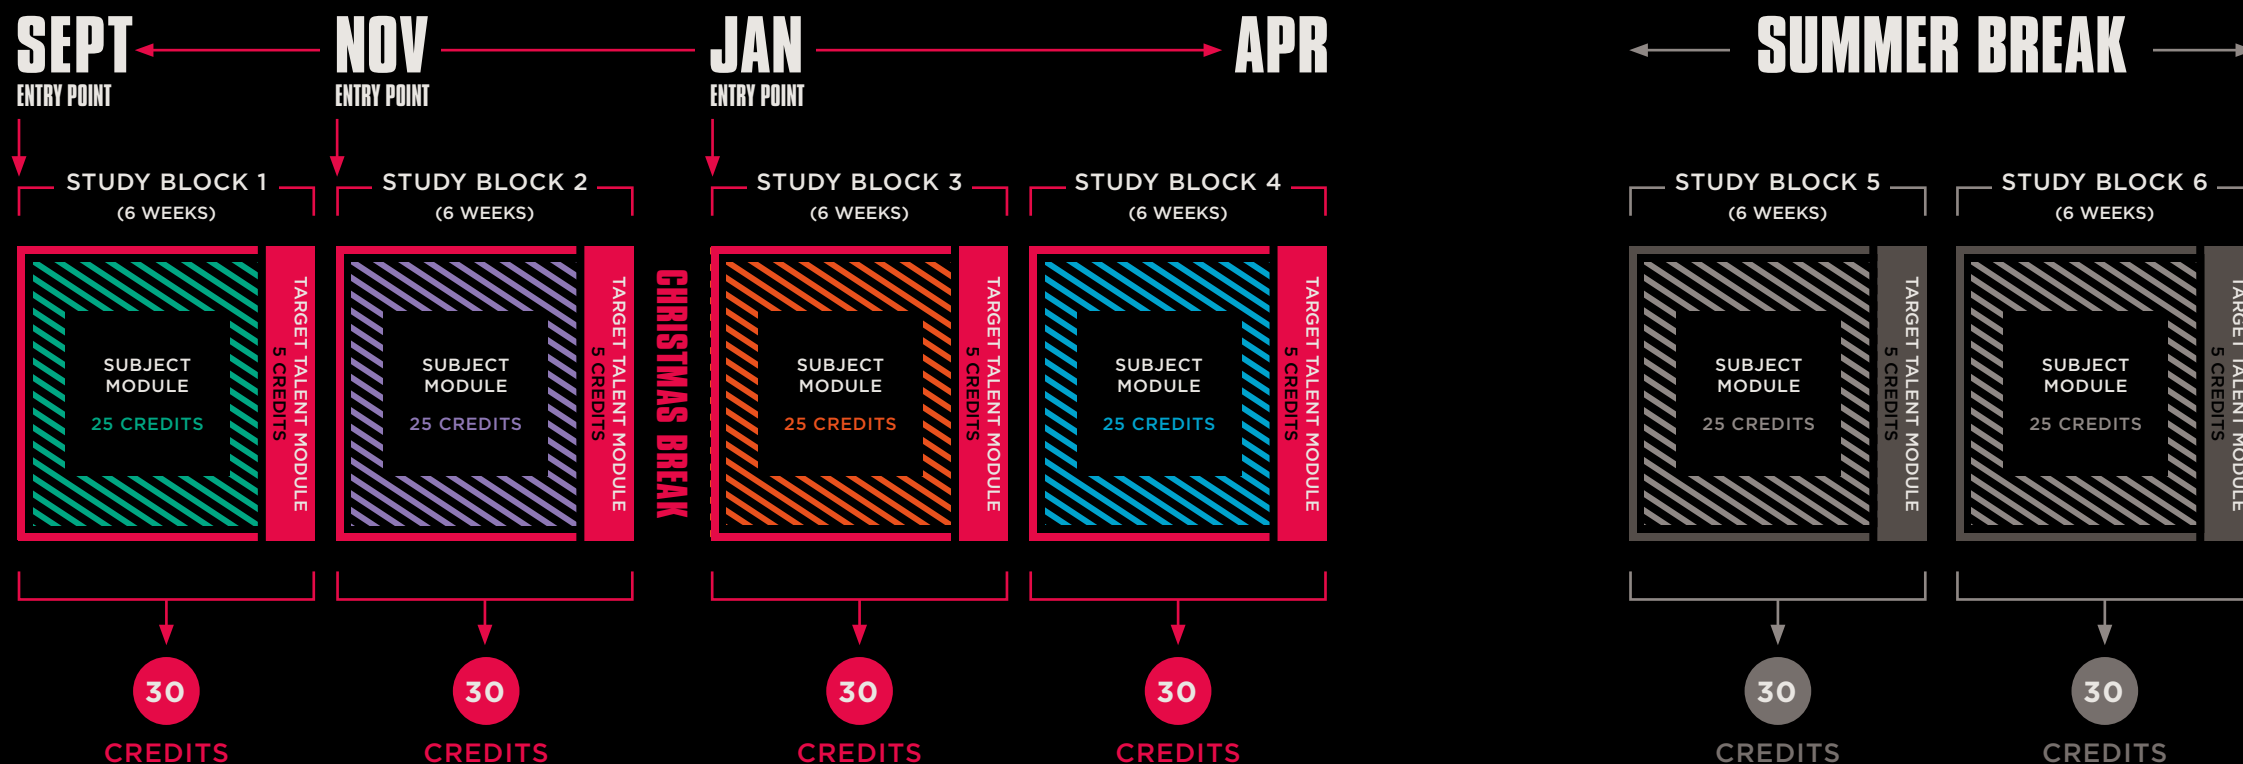 SEPT
ENTRY POINT
NOV
ENTRY POINT
JAN
ENTRY POINT
APR
SUMMER BREAK
STUDY BLOCK 1
(6 WEEKS)
SUBJECT
MODULE
25 CREDITS
TARGET TALENT MODULE
5 CREDITS
30
CREDITS
STUDY BLOCK 2
(6 WEEKS)
SUBJECT
MODULE
25 CREDITS
TARGET TALENT MODULE
5 CREDITS
30
CREDITS
CHRISTMAS BREAK
STUDY BLOCK 3
(6 WEEKS)
SUBJECT
MODULE
25 CREDITS
TARGET TALENT MODULE
5 CREDITS
30
CREDITS
STUDY BLOCK 4
(6 WEEKS)
SUBJECT
MODULE
25 CREDITS
TARGET TALENT MODULE
5 CREDITS
30
CREDITS
STUDY BLOCK 5
(6 WEEKS)
SUBJECT
MODULE
25 CREDITS
TARGET TALENT MODULE
5 CREDITS
30
CREDITS
STUDY BLOCK 6
(6 WEEKS)
SUBJECT
MODULE
25 CREDITS
TARGET TALENT MODULE
5 CREDITS
30
CREDITS